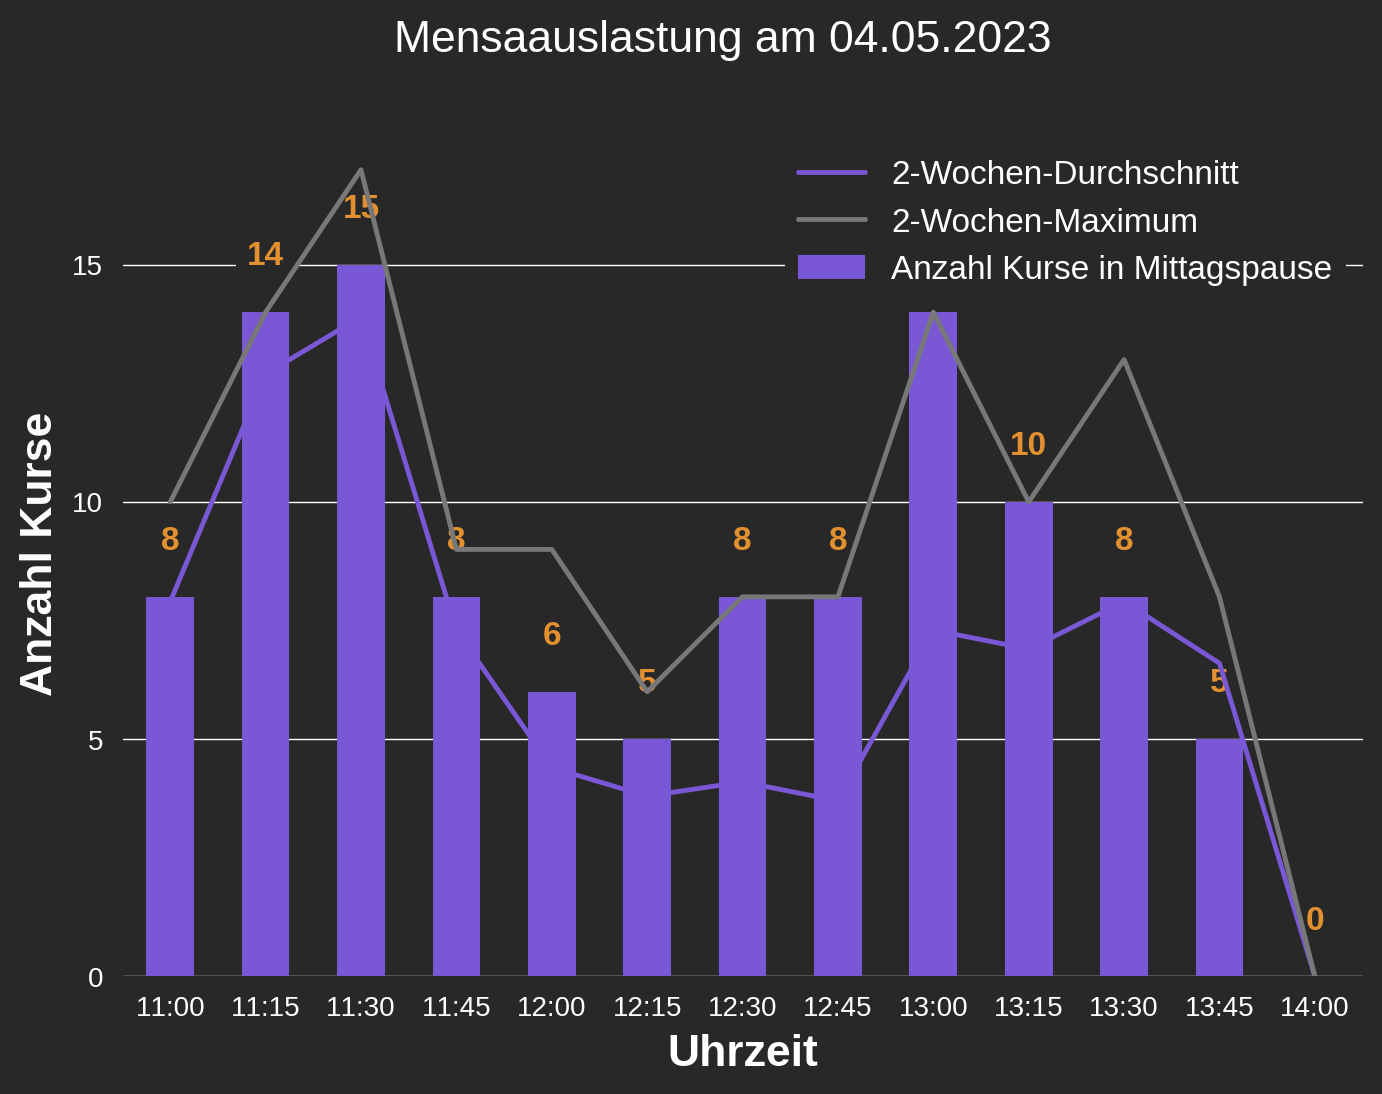 Mensaauslastung am 04.05.2023
2-Wochen-Durchschnitt
2-Wochen-Maximum
Anzahl Kurse in Mittagspause
Anzahl Kurse
15
10
5
0
8
14
15
8
6
5
8
8
10
8
5
0
11:00 11:15 11:30 11:45 12:00 12:15 12:30 12:45 13:00 13:15 13:30 13:45 14:00
Uhrzeit